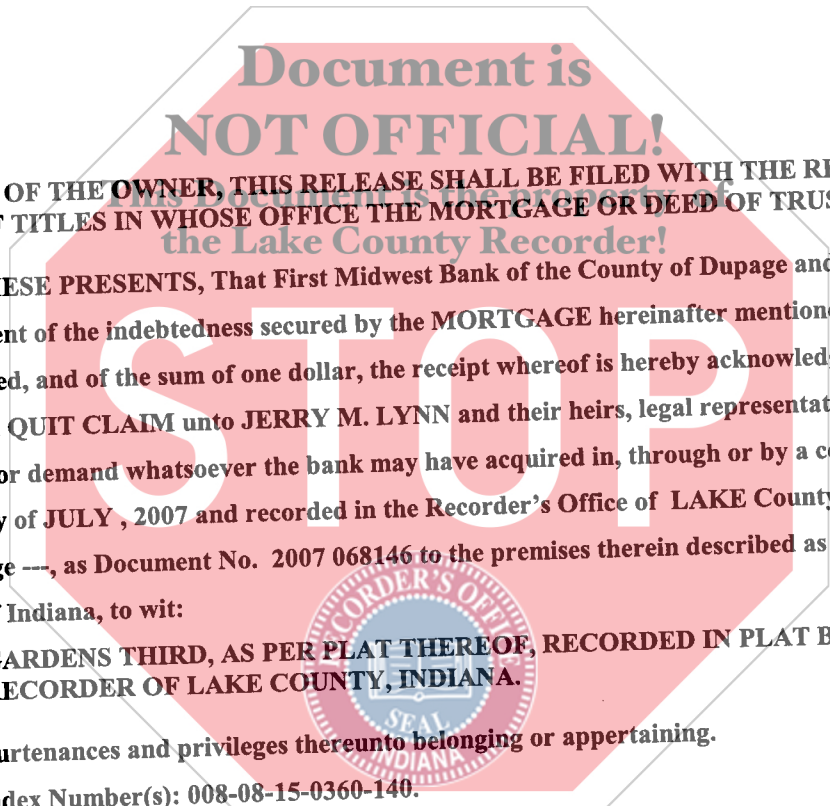 Document is
NOT OFFICIAL!
This Document is the property of
the Lake County Recorder!
STOP
OF THE OWNER, THIS RELEASE SHALL BE FILED WITH THE RE
F TITLES IN WHOSE OFFICE THE MORTGAGE OR DEED OF TRUS
ESE PRESENTS, That First Midwest Bank of the County of Dupage and
ent of the indebtedness secured by the MORTGAGE hereinafter mention
ed, and of the sum of one dollar, the receipt whereof is hereby acknowled
QUIT CLAIM unto JERRY M. LYNN and their heirs, legal representat
or demand whatsoever the bank may have acquired in, through or by a ce
y of JULY , 2007 and recorded in the Recorder's Office of LAKE County
ge ---, as Document No. 2007 068146 to the premises therein described as
f Indiana, to wit:
ARDENS THIRD, AS PER PLAT THEREOF, RECORDED IN PLAT B
ECORDER OF LAKE COUNTY, INDIANA.
urtenances and privileges thereunto belonging or appertaining.
dex Number(s): 008-08-15-0360-140.
RECORDER'S OFFICE
SEAL
INDIANA